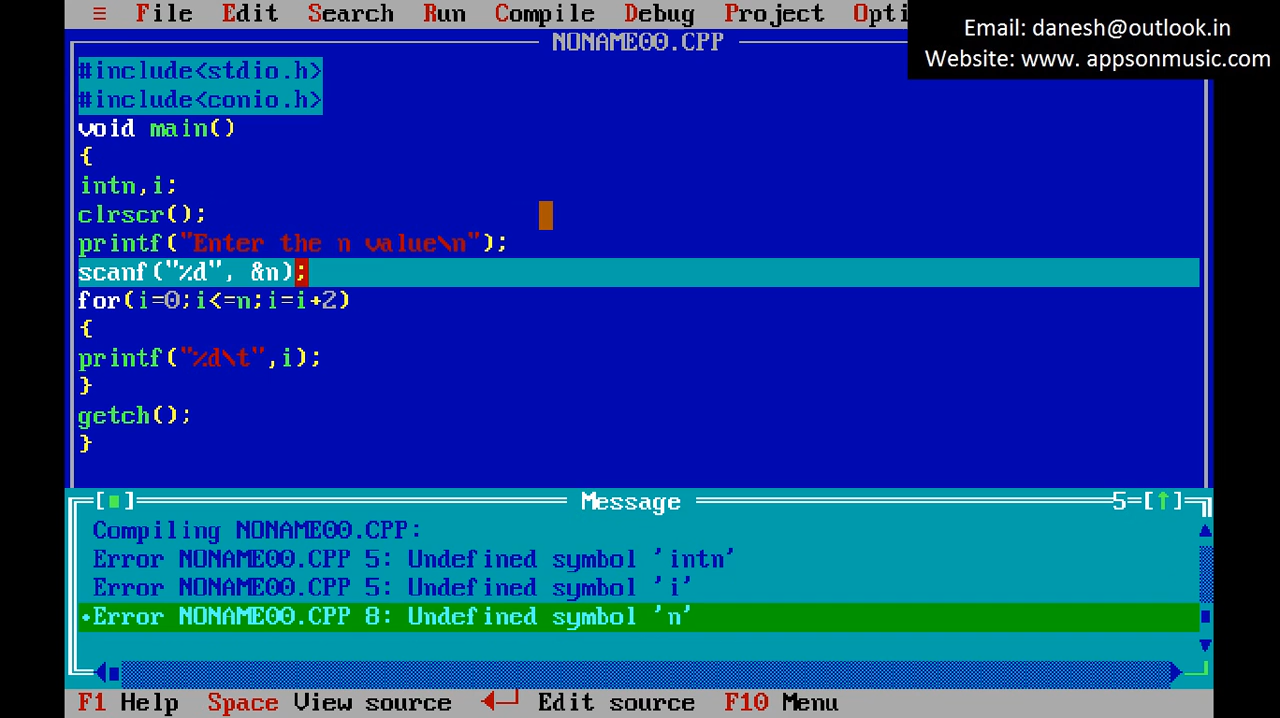 ≡ File Edit Search Run Compile Debug Project Opti
Email: danesh@outlook.in
Website: www. appsonmusic.com
NONAME00.CPP
#include<stdio.h>
#include<conio.h>
void main()
{
intn,i;
clrscr();
printf("Enter the n value\n");
scanf("%d", &n);
for(i=0;i<=n;i=i+2)
{
printf("%d\t",i);
}
getch();
}
[■] Message 5=[↑]
Compiling NONAME00.CPP:
Error NONAME00.CPP 5: Undefined symbol 'intn'
Error NONAME00.CPP 5: Undefined symbol 'i'
•Error NONAME00.CPP 8: Undefined symbol 'n'
F1 Help Space View source ◄─┘ Edit source F10 Menu